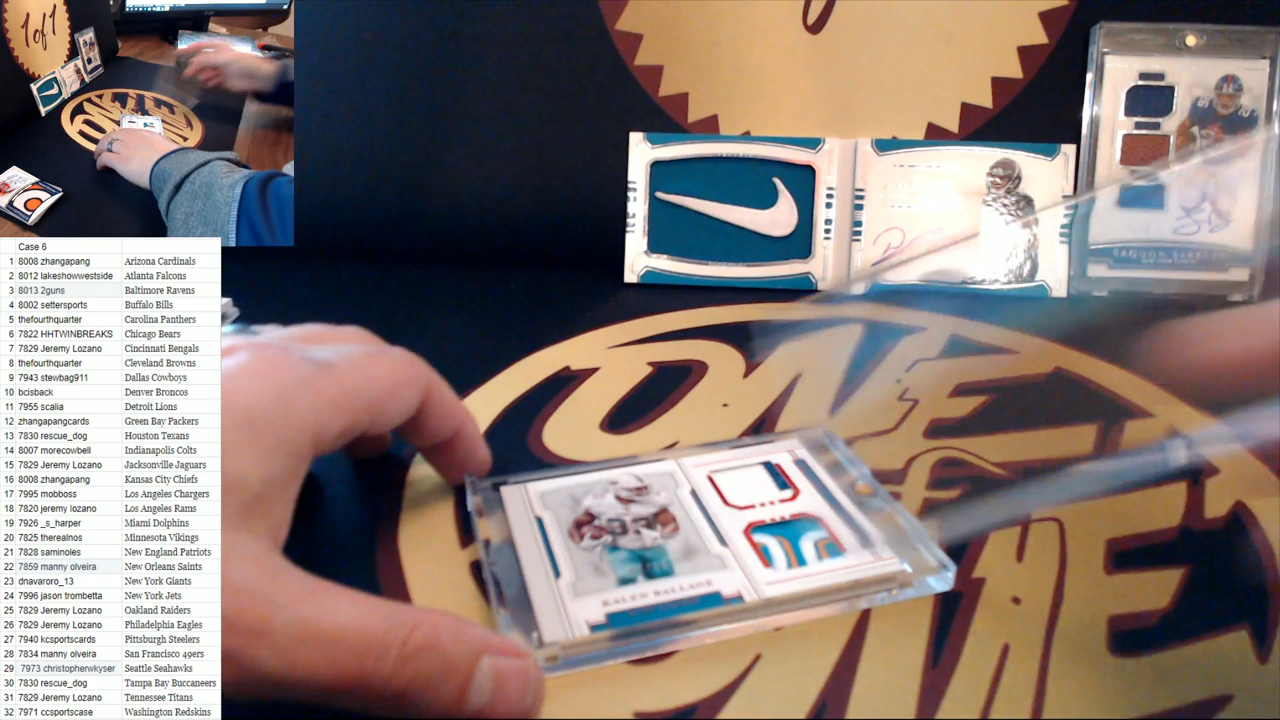 1 of 1
Case 6
1 8008 zhangapang Arizona Cardinals
2 8012 lakeshowwestside Atlanta Falcons
3 8013 2guns Baltimore Ravens
4 8002 settersports Buffalo Bills
5 thefourthquarter Carolina Panthers
6 7822 HHTWINBREAKS Chicago Bears
7 7829 Jeremy Lozano Cincinnati Bengals
8 thefourthquarter Cleveland Browns
9 7943 stewbag911 Dallas Cowboys
10 bcisback Denver Broncos
11 7955 scalia Detroit Lions
12 zhangapangcards Green Bay Packers
13 7830 rescue_dog Houston Texans
14 8007 morecowbell Indianapolis Colts
15 7829 Jeremy Lozano Jacksonville Jaguars
16 8008 zhangapang Kansas City Chiefs
17 7995 mobboss Los Angeles Chargers
18 7820 jeremy lozano Los Angeles Rams
19 7926 _s_harper Miami Dolphins
20 7825 therealnos Minnesota Vikings
21 7828 saminoles New England Patriots
22 7859 manny olveira New Orleans Saints
23 dnavaroro_13 New York Giants
24 7996 jason trombetta New York Jets
25 7829 Jeremy Lozano Oakland Raiders
26 7829 Jeremy Lozano Philadelphia Eagles
27 7940 kcsportscards Pittsburgh Steelers
28 7834 manny olveira San Francisco 49ers
29 7973 christopherwkyser Seattle Seahawks
30 7830 rescue_dog Tampa Bay Buccaneers
31 7829 Jeremy Lozano Tennessee Titans
32 7971 ccsportscase Washington Redskins
SAQUON BARKLEY
ONE
of
ONE
KALEN BALLAGE